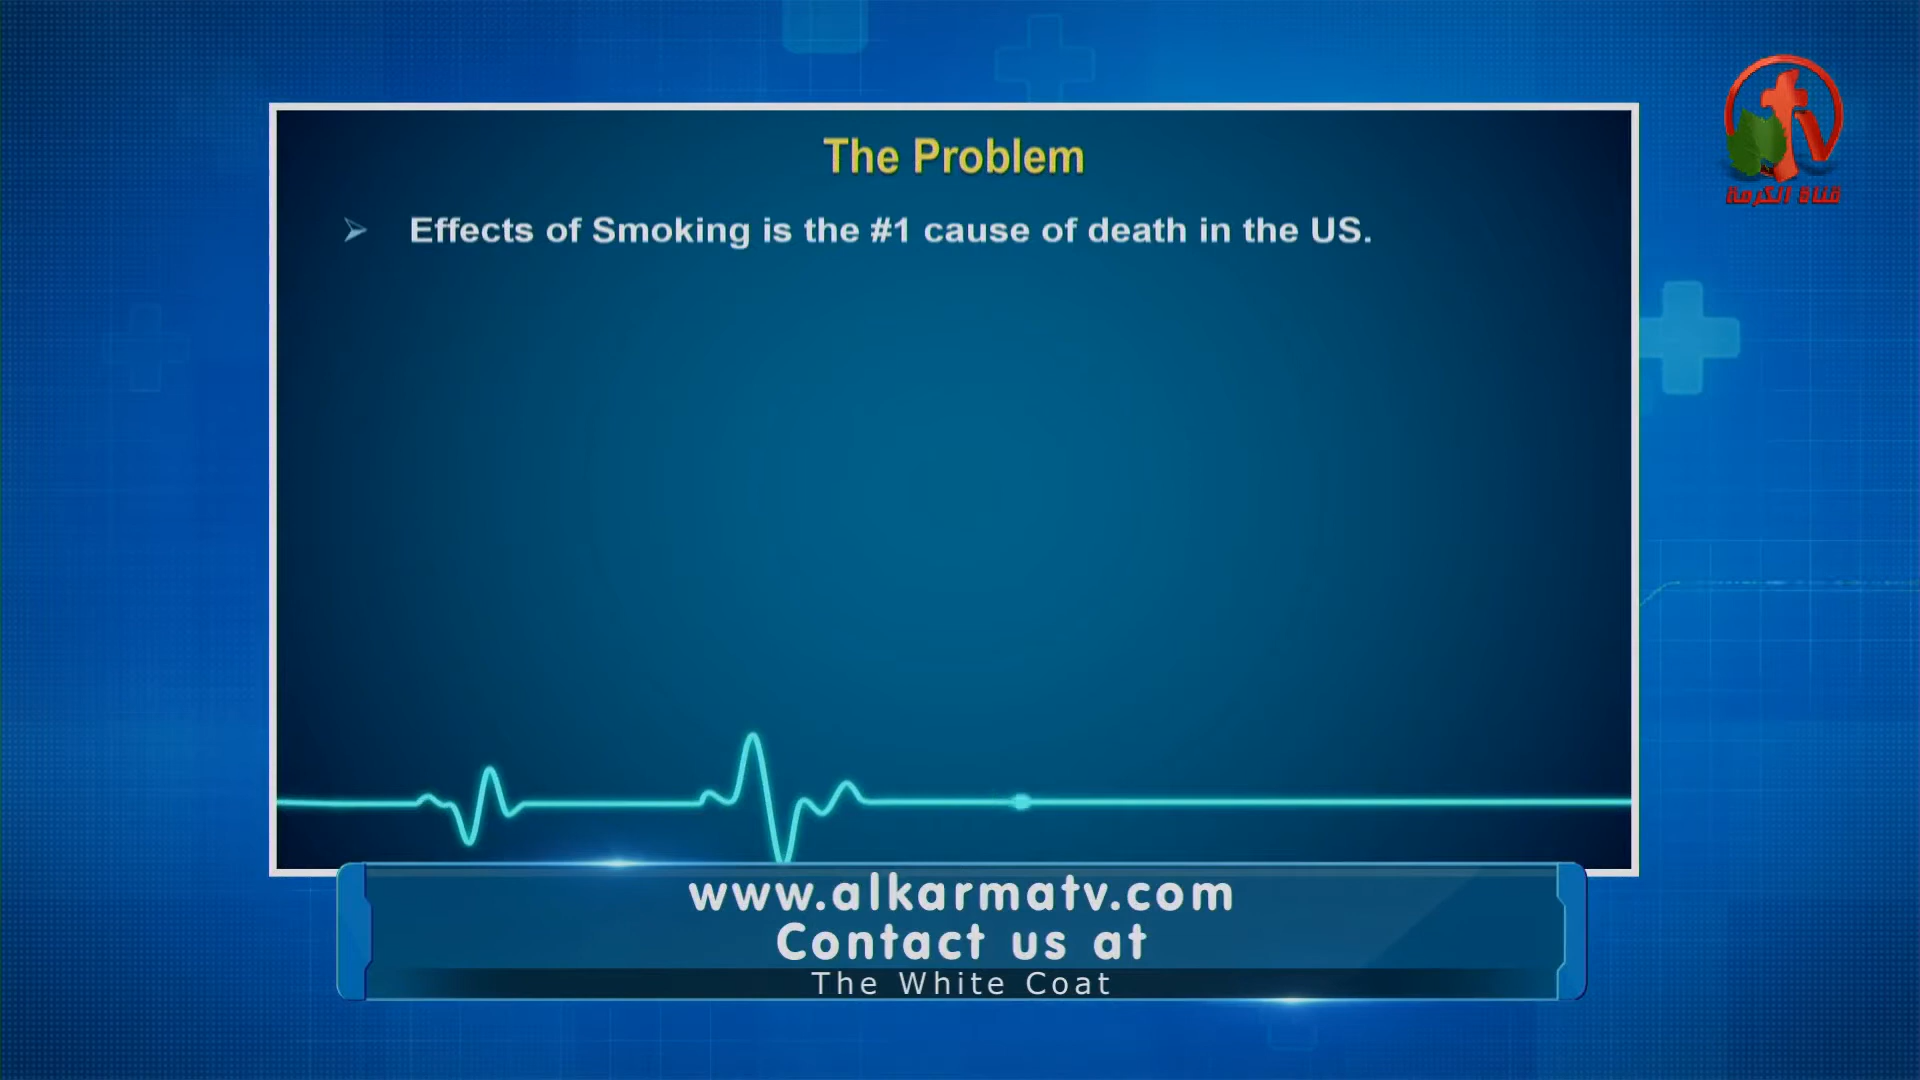 The Problem
Effects of Smoking is the #1 cause of death in the US.
tv
قناة الكرمة
www.alkarmatv.com
Contact us at
The White Coat